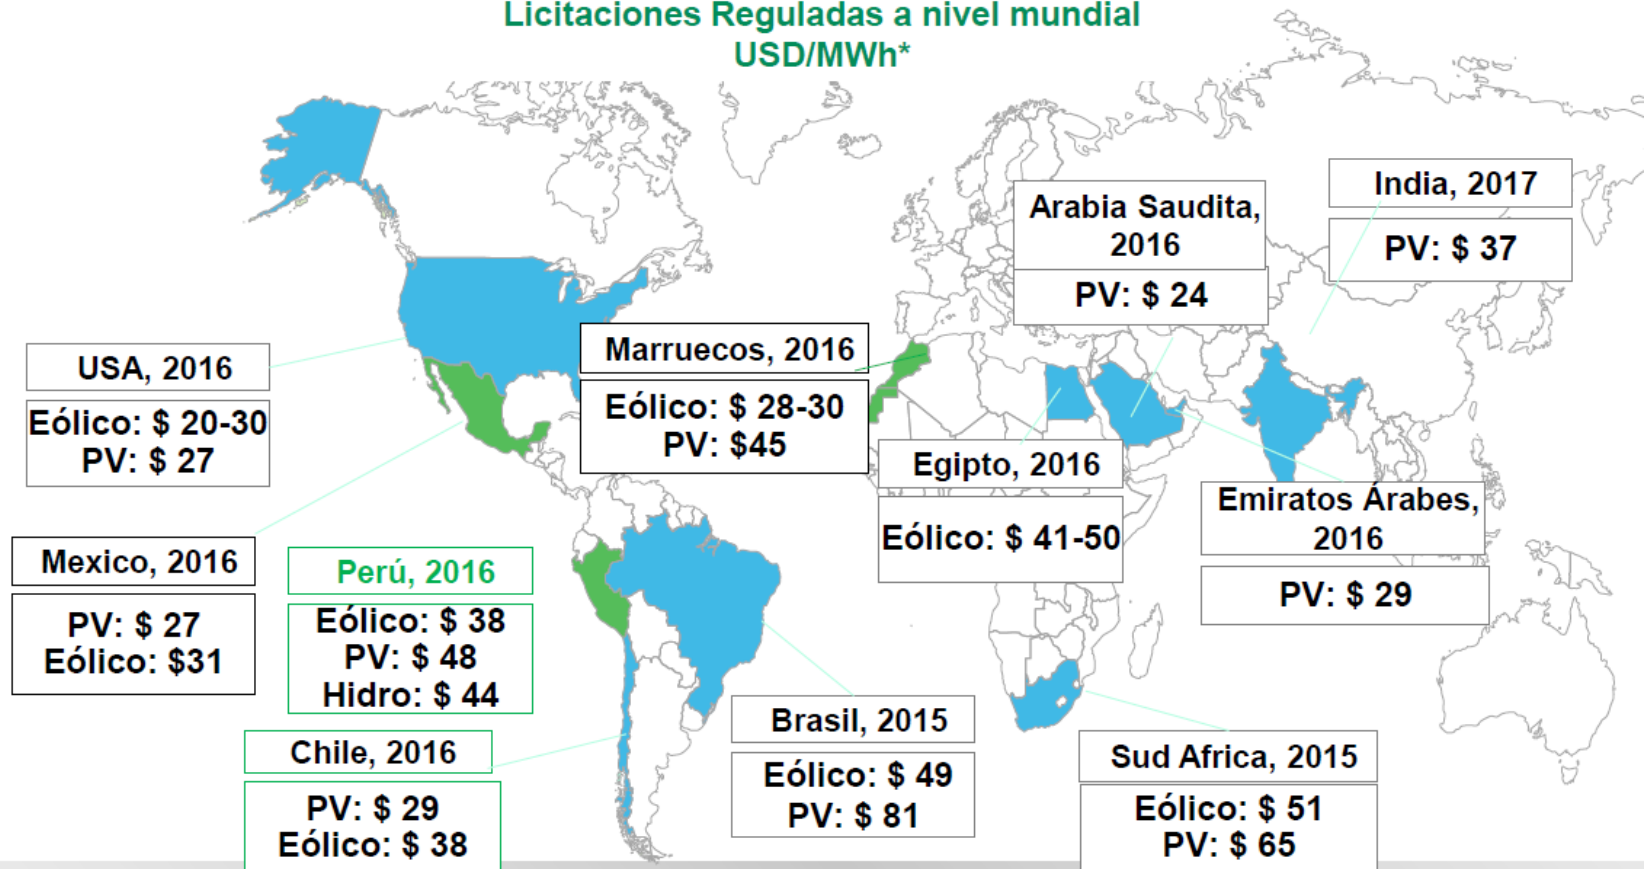 Licitaciones Reguladas a nivel mundial
USD/MWh*
India, 2017
PV: $ 37
Arabia Saudita,
2016
PV: $ 24
USA, 2016
Eólico: $ 20-30
PV: $ 27
Marruecos, 2016
Eólico: $ 28-30
PV: $45
Egipto, 2016
Eólico: $ 41-50
Emiratos Árabes,
2016
PV: $ 29
Mexico, 2016
PV: $ 27
Eólico: $31
Perú, 2016
Eólico: $ 38
PV: $ 48
Hidro: $ 44
Chile, 2016
PV: $ 29
Eólico: $ 38
Brasil, 2015
Eólico: $ 49
PV: $ 81
Sud Africa, 2015
Eólico: $ 51
PV: $ 65